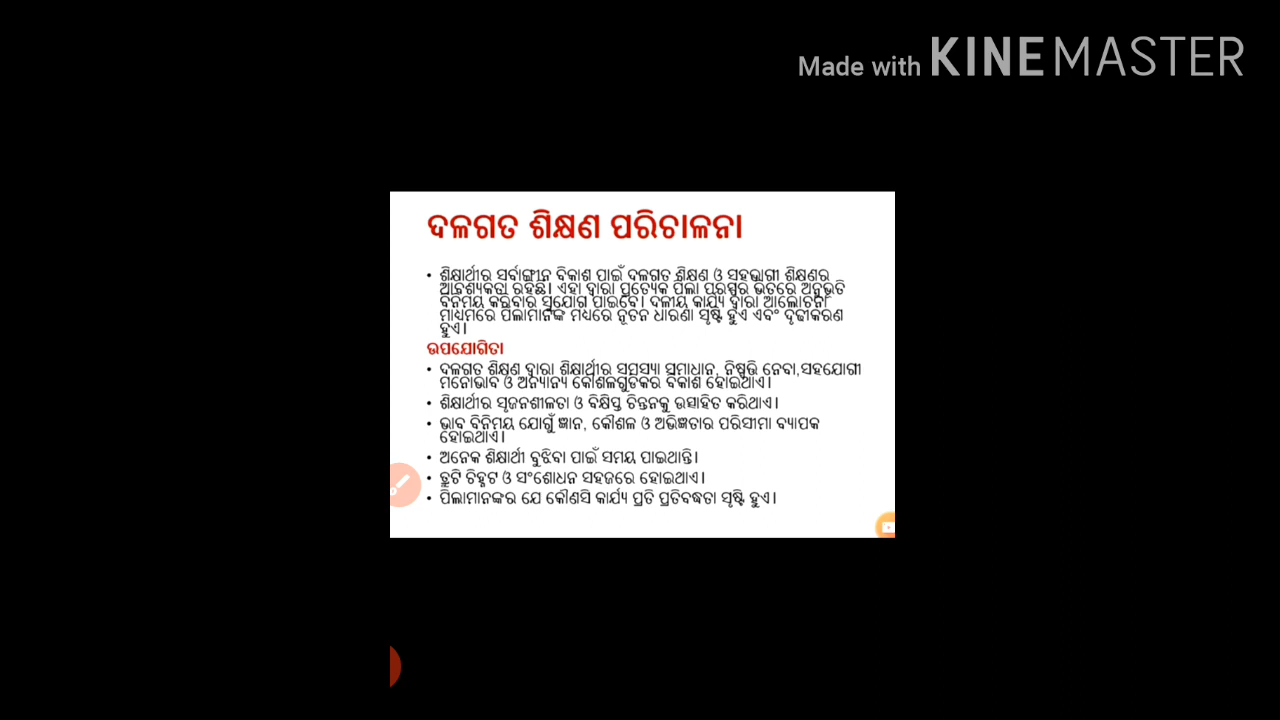 Made with KINEMASTER
ଦଳଗତ ଶିକ୍ଷଣ ପରିଚାଳନା
• ଶିକ୍ଷାର୍ଥୀର ସର୍ବାଙ୍ଗୀନ ବିକାଶ ପାଇଁ ଦଳଗତ ଶିକ୍ଷଣ ଓ ସହଭାଗୀ ଶିକ୍ଷଣର
ଆବଶ୍ୟକତା ରହିଛି। ଏହା ଦ୍ୱାରା ପ୍ରତ୍ୟେକ ପିଲା ପରସ୍ପର ଭିତରେ ଅନୁଭୂତି
ବିନିମୟ କରିବାର ସୁଯୋଗ ପାଇବେ। ଦଳୀୟ କାର୍ଯ୍ୟ ଦ୍ୱାରା ଆଲୋଚନା
ମାଧ୍ୟମରେ ପିଲାମାନଙ୍କ ମଧ୍ୟରେ ନୂତନ ଧାରଣା ସୃଷ୍ଟି ହୁଏ ଏବଂ ଦୃଢୀକରଣ
ହୁଏ।
ଉପଯୋଗିତା
• ଦଳଗତ ଶିକ୍ଷଣ ଦ୍ୱାରା ଶିକ୍ଷାର୍ଥୀର ସମସ୍ୟା ସମାଧାନ, ନିଷ୍ପତ୍ତି ନେବା,ସହଯୋଗୀ
ମନୋଭାବ ଓ ଅନ୍ୟାନ୍ୟ କୌଶଳଗୁଡିକର ବିକାଶ ହୋଇଥାଏ।
• ଶିକ୍ଷାର୍ଥୀର ସୃଜନଶୀଳତା ଓ ବିକ୍ଷିପ୍ତ ଚିନ୍ତନକୁ ଉତ୍ସାହିତ କରିଥାଏ।
• ଭାବ ବିନିମୟ ଯୋଗୁଁ ଜ୍ଞାନ, କୌଶଳ ଓ ଅଭିଜ୍ଞତାର ପରିସୀମା ବ୍ୟାପକ
ହୋଇଥାଏ।
• ଅନେକ ଶିକ୍ଷାର୍ଥୀ ବୁଝିବା ପାଇଁ ସମୟ ପାଇଥାନ୍ତି।
• ତ୍ରୁଟି ଚିହ୍ନଟ ଓ ସଂଶୋଧନ ସହଜରେ ହୋଇଥାଏ।
• ପିଲାମାନଙ୍କର ଯେ କୌଣସି କାର୍ଯ୍ୟ ପ୍ରତି ପ୍ରତିବଦ୍ଧତା ସୃଷ୍ଟି ହୁଏ।